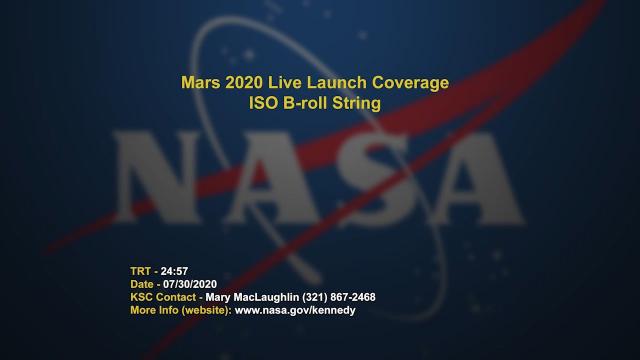 Mars 2020 Live Launch Coverage
ISO B-roll String
NASA
TRT - 24:57
Date - 07/30/2020
KSC Contact - Mary MacLaughlin (321) 867-2468
More Info (website): www.nasa.gov/kennedy